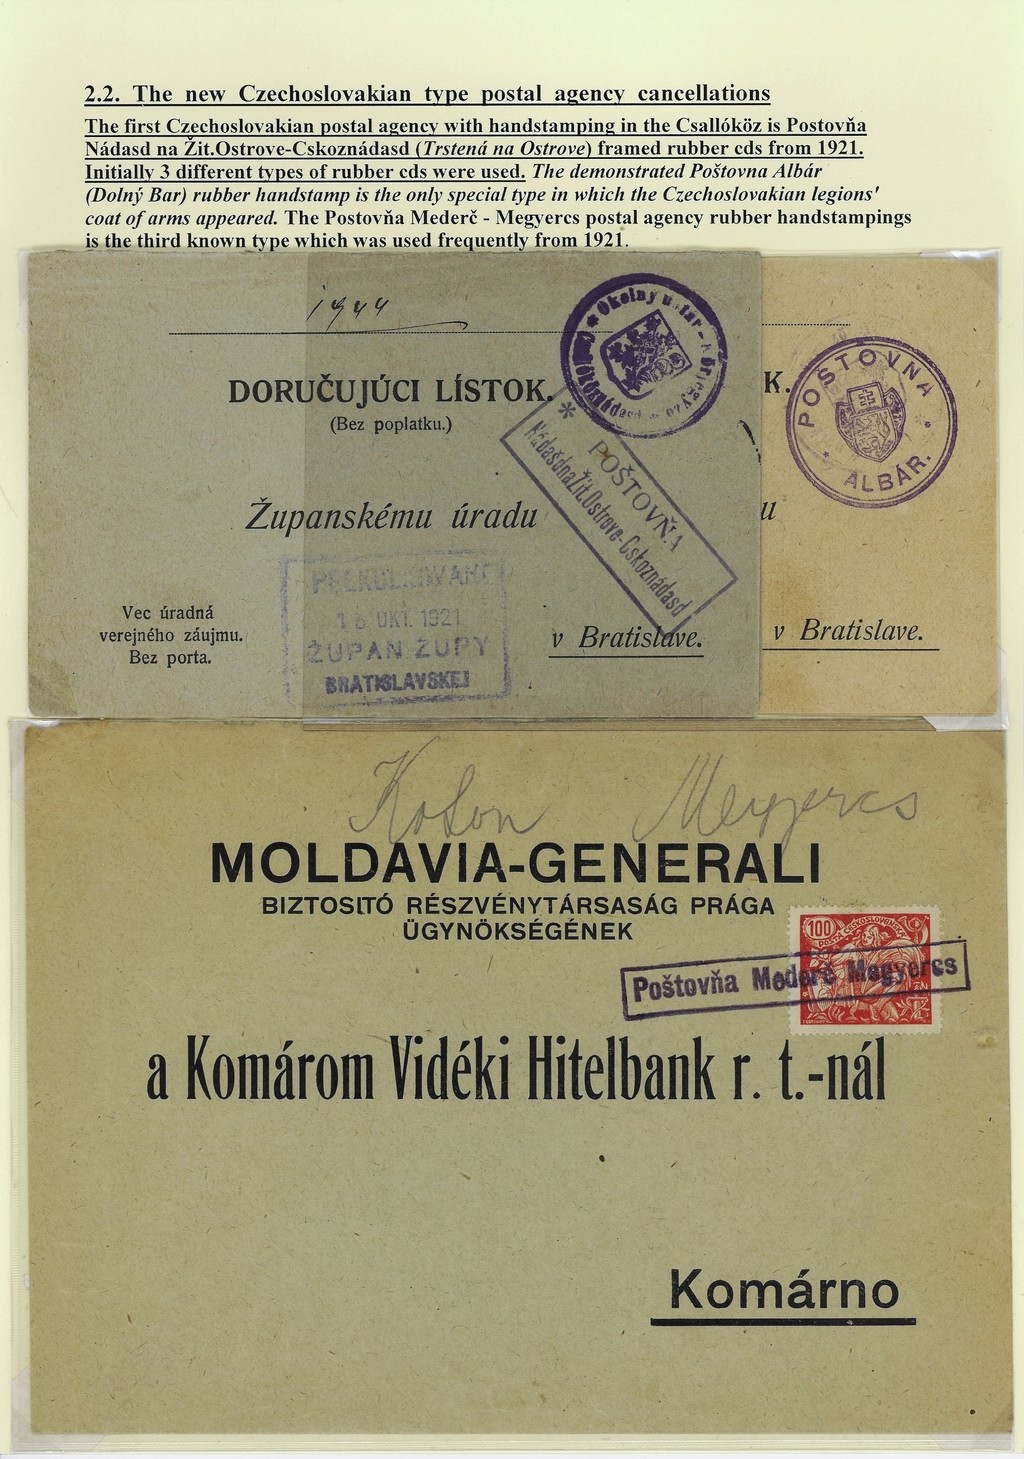 2.2. The new Czechoslovakian type postal agency cancellations
The first Czechoslovakian postal agency with handstamping in the Csallóköz is Postovňa
Nádasd na Žit.Ostrove-Cskoznádasd (Trstená na Ostrove) framed rubber cds from 1921.
Initially 3 different types of rubber cds were used. The demonstrated Poštovna Albár
(Dolný Bar) rubber handstamp is the only special type in which the Czechoslovakian legions'
coat of arms appeared. The Postovňa Mederč - Megyercs postal agency rubber handstampings
is the third known type which was used frequently from 1921.
1944
Okolny
DORUČUJÚCI LÍSTOK.
(Bez poplatku.)
K.
POSTOVNA
ALBÁR.
* POŠTOVŇA
NádasdnaŽit.Ostrove-Cskoznádasd
Župansk­ému úradu
u
OKT. 1921
ŽUPAN ŽUPY
BRATISLAVSKEJ
Vec úradná
verejného záujmu.
Bez porta.
v Bratislave.
v Bratislave.
Megyercs
MOLDAVIA-GENERALI
BIZTOSITÓ RÉSZVÉNYTÁRSASÁG PRÁGA
ÜGYNÖKSÉGÉNEK
100
POŠTA ČESKOSLOVENSKÁ
Poštovňa Mederč Megyercs
a Komárom Vidéki Hitelbank r. t.-nál
Komárno